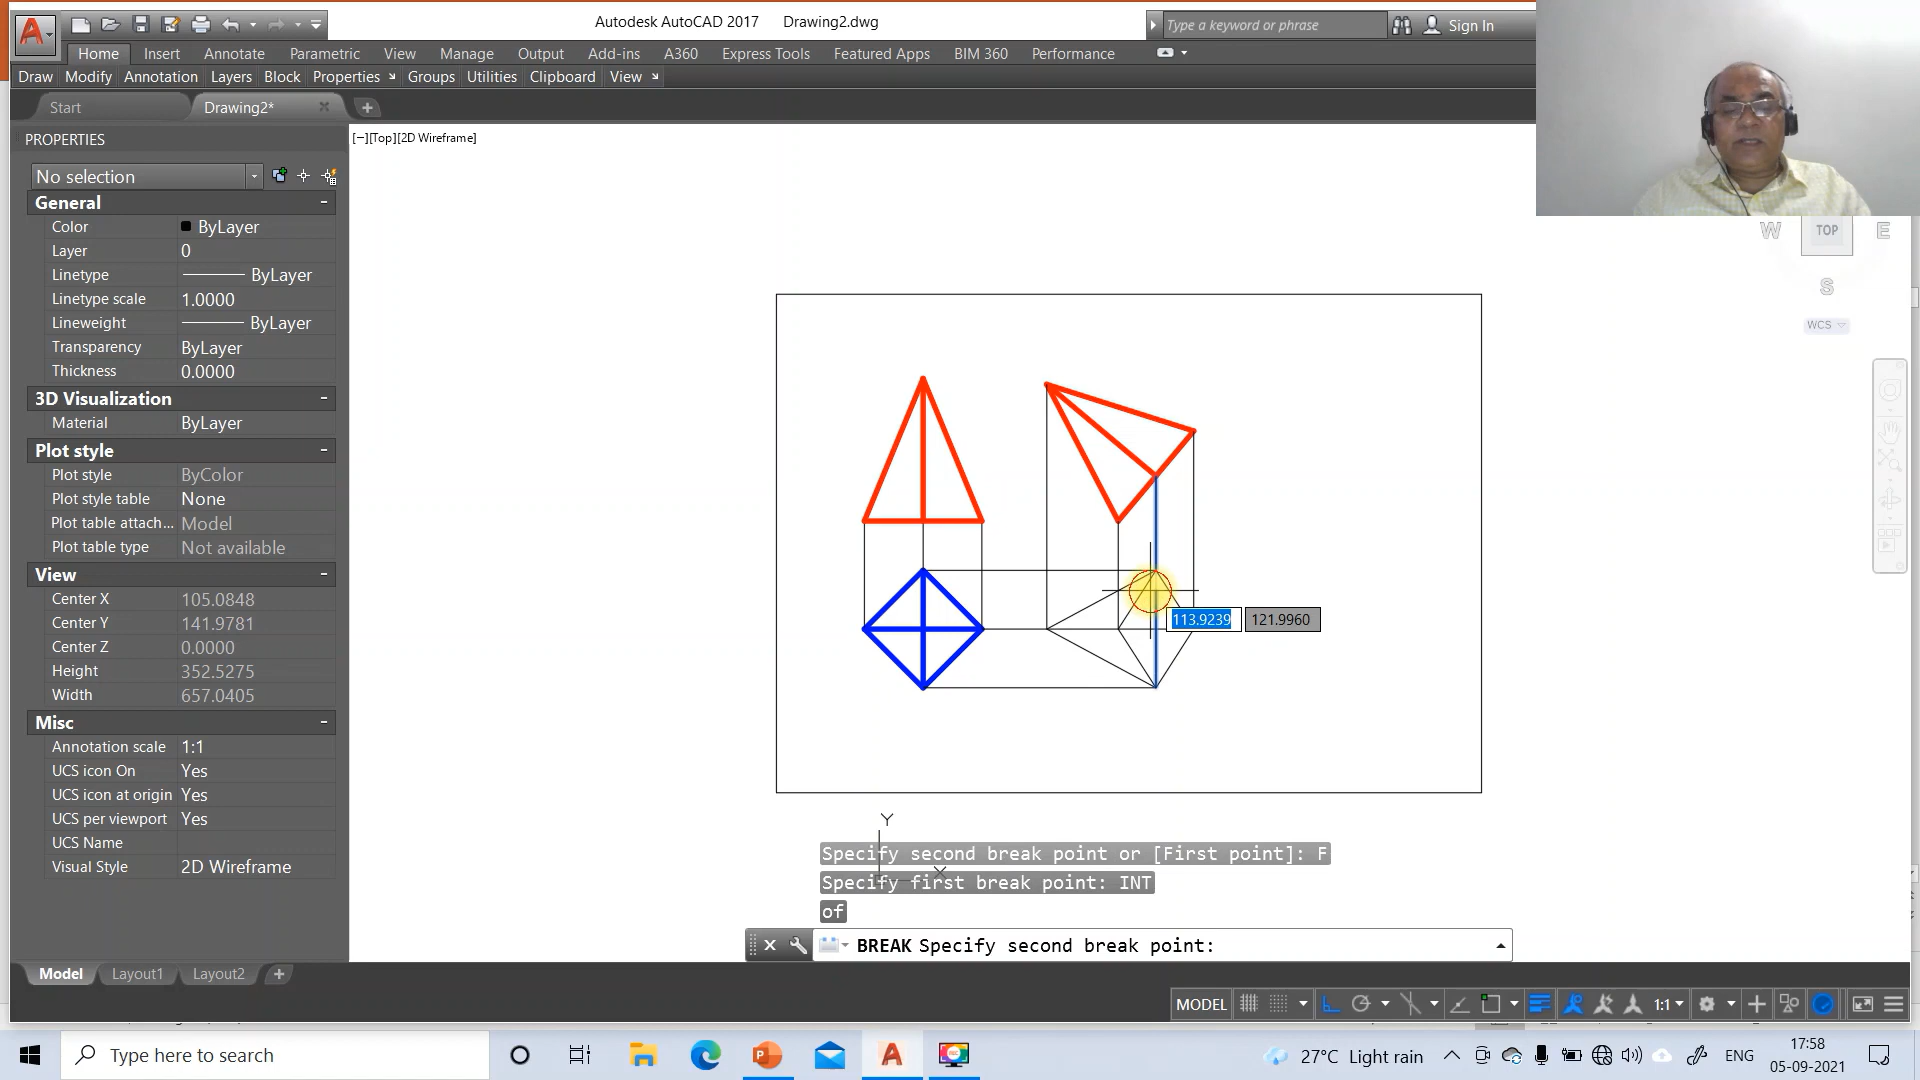 Autodesk AutoCAD 2017 Drawing2.dwg
Type a keyword or phrase
Sign In
Home Insert Annotate Parametric View Manage Output Add-ins A360 Express Tools Featured Apps BIM 360 Performance
Draw Modify Annotation Layers Block Properties Groups Utilities Clipboard View
Start Drawing2*
PROPERTIES
[−][Top][2D Wireframe]
No selection
General
Color ByLayer
Layer 0
Linetype ByLayer
Linetype scale 1.0000
Lineweight ByLayer
Transparency ByLayer
Thickness 0.0000
3D Visualization
Material ByLayer
Plot style
Plot style ByColor
Plot style table None
Plot table attach... Model
Plot table type Not available
View
Center X 105.0848
Center Y 141.9781
Center Z 0.0000
Height 352.5275
Width 657.0405
Misc
Annotation scale 1:1
UCS icon On Yes
UCS icon at origin Yes
UCS per viewport Yes
UCS Name
Visual Style 2D Wireframe
W TOP E
S
WCS
113.9239 121.9960
Y
X
Specify second break point or [First point]: F
Specify first break point: INT
of
BREAK Specify second break point:
Model Layout1 Layout2
MODEL 1:1
Type here to search
27°C Light rain ENG 17:58
05-09-2021